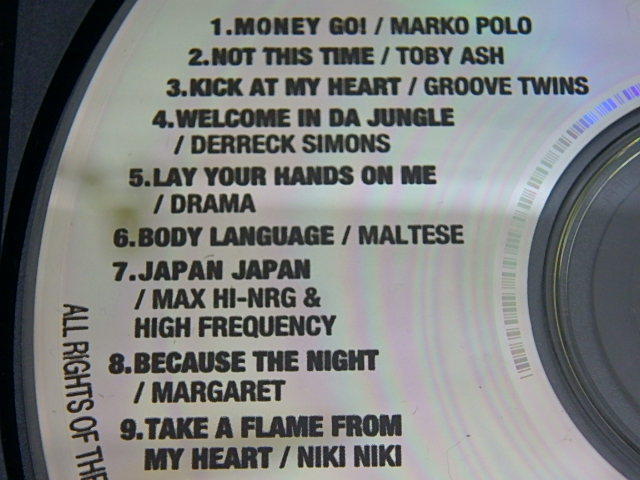 1.MONEY GO! / MARKO POLO
2.NOT THIS TIME / TOBY ASH
3.KICK AT MY HEART / GROOVE TWINS
4.WELCOME IN DA JUNGLE
/ DERRECK SIMONS
5.LAY YOUR HANDS ON ME
/ DRAMA
6.BODY LANGUAGE / MALTESE
7.JAPAN JAPAN
/ MAX HI-NRG &
HIGH FREQUENCY
8.BECAUSE THE NIGHT
/ MARGARET
9.TAKE A FLAME FROM
MY HEART / NIKI NIKI
ALL RIGHTS OF THE